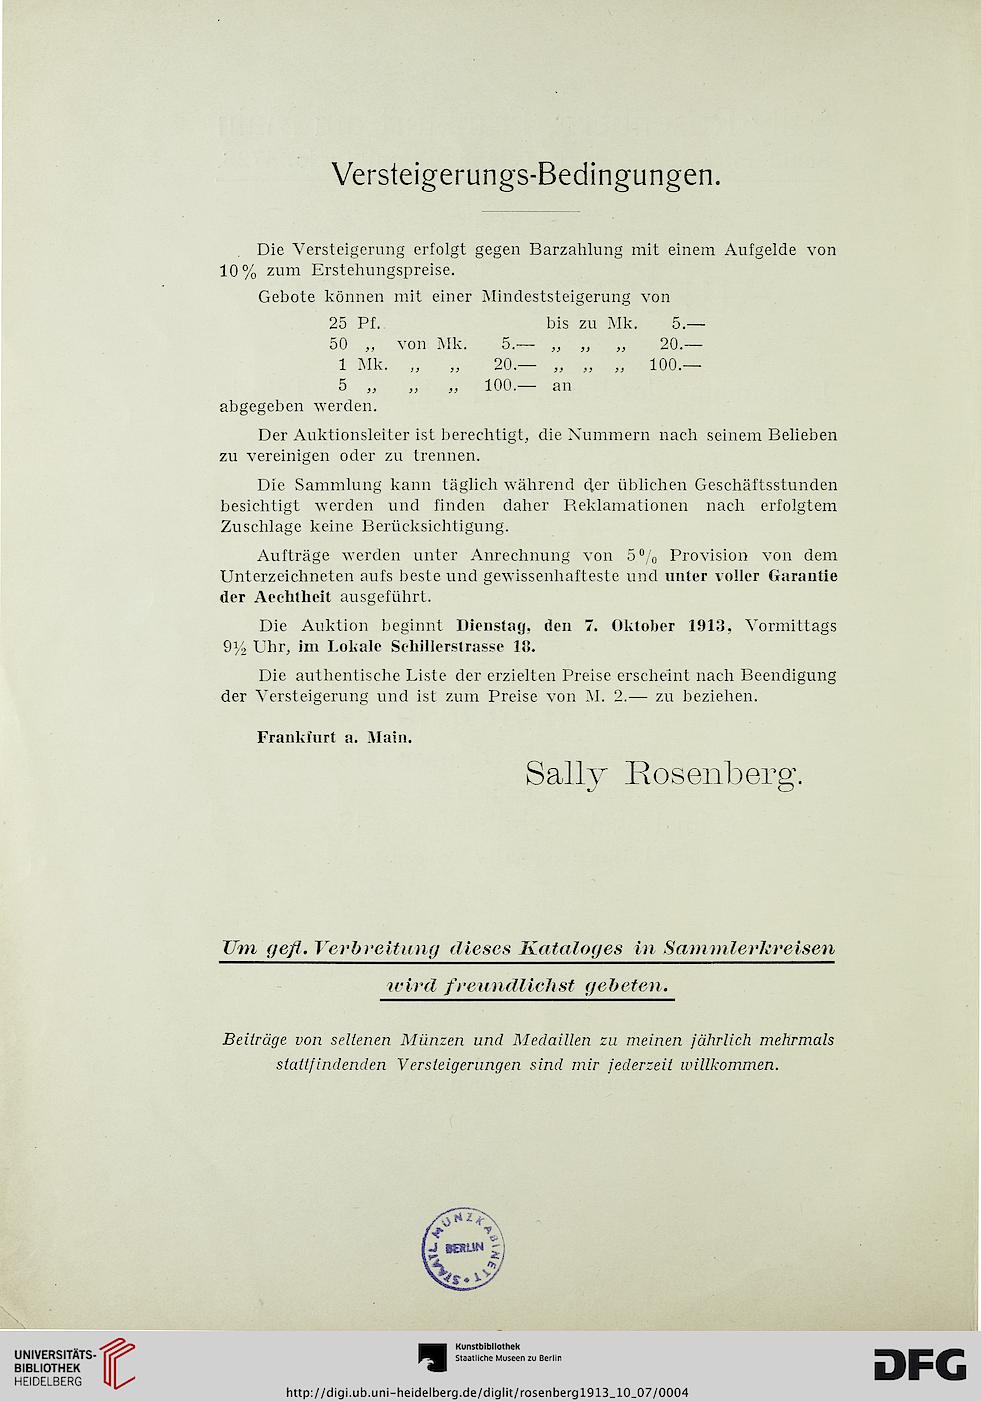 Versteigerungs-Bedingungen.
Die Versteigerung erfolgt gegen Barzahlung mit einem Aufgelde von
10% zum Erstehungspreise.
Gebote können mit einer Mindeststeigerung von
25 Pf. bis zu Mk. 5.—
50 „ von Mk. 5.— „ „ „ 20.—
1 Mk. „ „ 20.— „ „ „ 100.—
5 „ „ „ 100.— an
abgegeben werden.
Der Auktionsleiter ist berechtigt, die Nummern nach seinem Belieben
zu vereinigen oder zu trennen.
Die Sammlung kann täglich während der üblichen Geschäftsstunden
besichtigt werden und finden daher Reklamationen nach erfolgtem
Zuschlage keine Berücksichtigung.
Aufträge werden unter Anrechnung von 5% Provision von dem
Unterzeichneten aufs beste und gewissenhafteste und unter voller Garantie
der Aechtheit ausgeführt.
Die Auktion beginnt Dienstag, den 7. Oktober 1913, Vormittags
9½ Uhr, im Lokale Schillerstrasse 18.
Die authentische Liste der erzielten Preise erscheint nach Beendigung
der Versteigerung und ist zum Preise von M. 2.— zu beziehen.
Frankfurt a. Main.
Sally Rosenberg.
Um gefl. Verbreitung dieses Kataloges in Sammlerkreisen
wird freundlichst gebeten.
Beiträge von seltenen Münzen und Medaillen zu meinen jährlich mehrmals
stattfindenden Versteigerungen sind mir jederzeit willkommen.
STAATL. MÜNZKABINETT
BERLIN
UNIVERSITÄTS-
BIBLIOTHEK
HEIDELBERG
Kunstbibliothek
Staatliche Museen zu Berlin
DFG
http://digi.ub.uni-heidelberg.de/diglit/rosenberg1913_10_07/0004